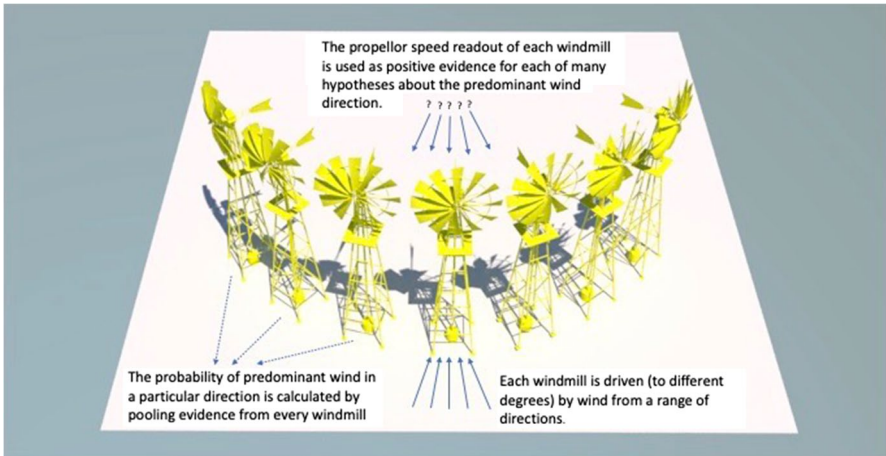 The propellor speed readout of each windmill
is used as positive evidence for each of many
hypotheses about the predominant wind
direction.
? ? ? ? ?
The probability of predominant wind in
a particular direction is calculated by
pooling evidence from every windmill
Each windmill is driven (to different
degrees) by wind from a range of
directions.